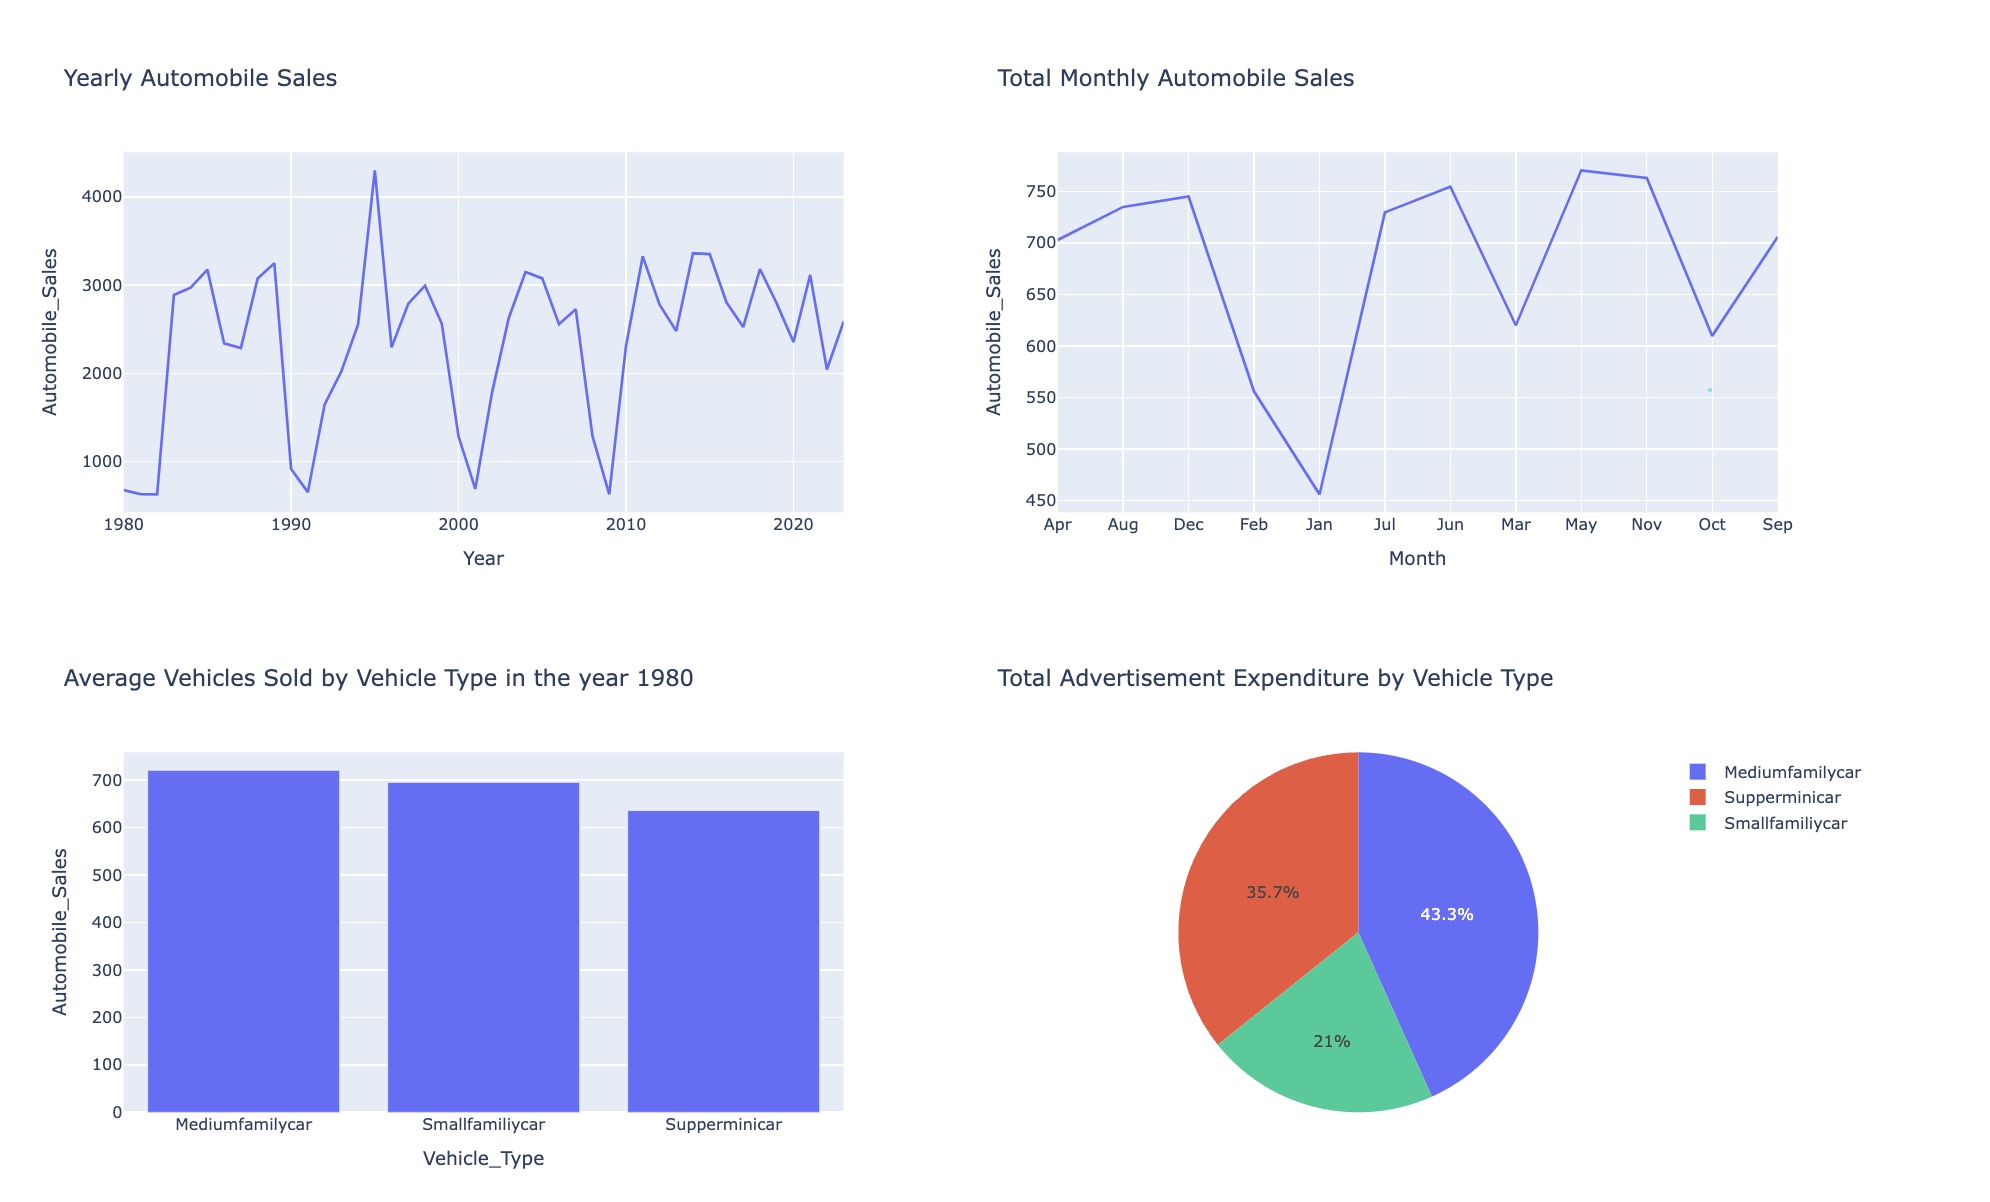 Yearly Automobile Sales
4000
3000
2000
1000
Automobile_Sales
1980 1990 2000 2010 2020
Year
Total Monthly Automobile Sales
750
700
650
600
550
500
450
Automobile_Sales
Apr Aug Dec Feb Jan Jul Jun Mar May Nov Oct Sep
Month
Average Vehicles Sold by Vehicle Type in the year 1980
700
600
500
400
300
200
100
0
Automobile_Sales
Mediumfamilycar Smallfamiliycar Supperminicar
Vehicle_Type
Total Advertisement Expenditure by Vehicle Type
35.7%
43.3%
21%
Mediumfamilycar
Supperminicar
Smallfamiliycar